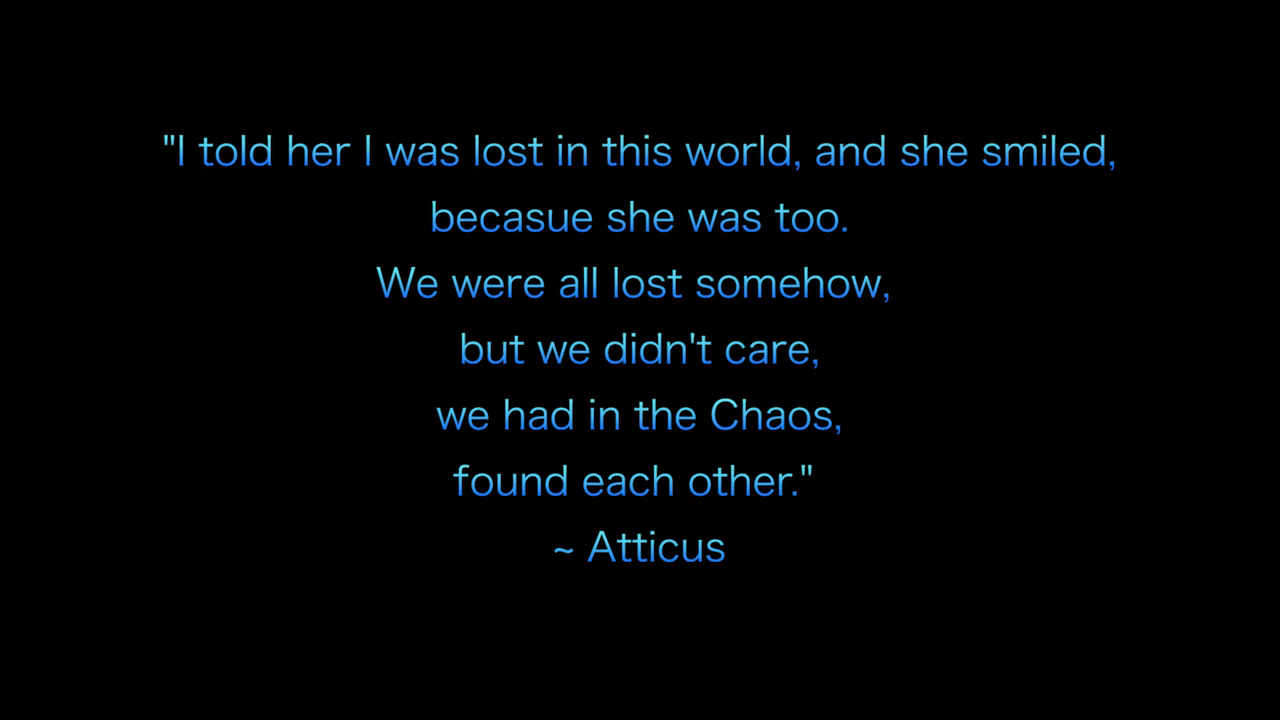 "I told her I was lost in this world, and she smiled,
becasue she was too.
We were all lost somehow,
but we didn't care,
we had in the Chaos,
found each other."
~ Atticus